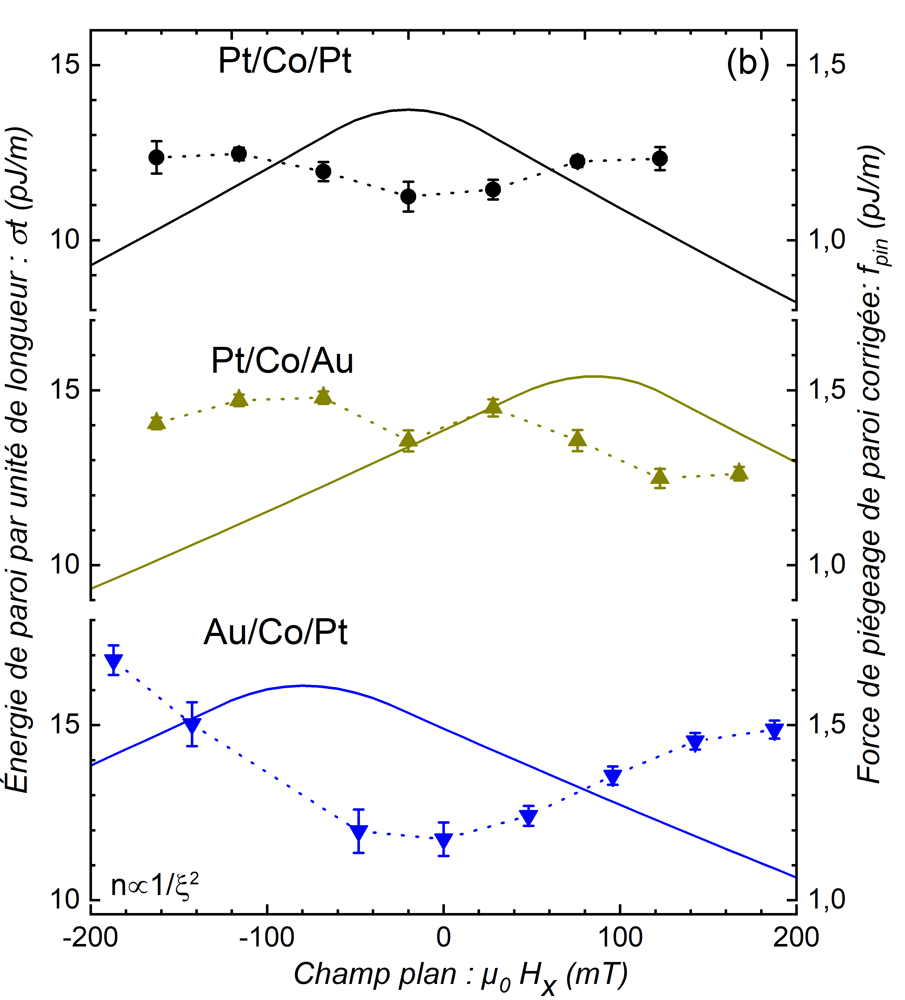 Énergie de paroi par unité de longueur : σt (pJ/m)
Pt/Co/Pt
(b)
15
10
1,5
1,0
Pt/Co/Au
15
10
1,5
1,0
Au/Co/Pt
15
10
1,5
1,0
n∝1/ξ²
Force de piégeage de paroi corrigée: f_pin (pJ/m)
-200 -100 0 100 200
Champ plan : μ₀ Hₓ (mT)